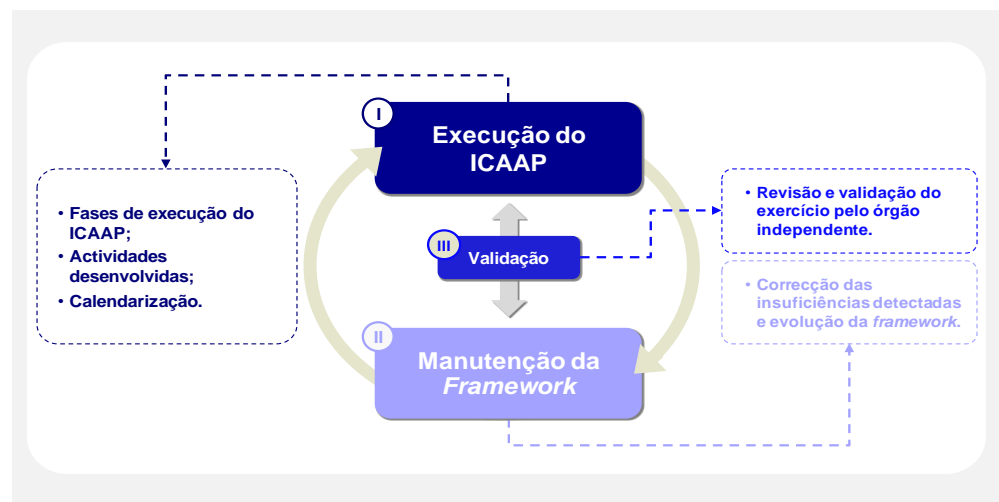 I
Execução do
ICAAP
• Fases de execução do
ICAAP;
• Actividades
desenvolvidas;
• Calendarização.
III
Validação
• Revisão e validação do
exercício pelo órgão
independente.
• Correcção das
insuficiências detectadas
e evolução da framework.
II
Manutenção da
Framework